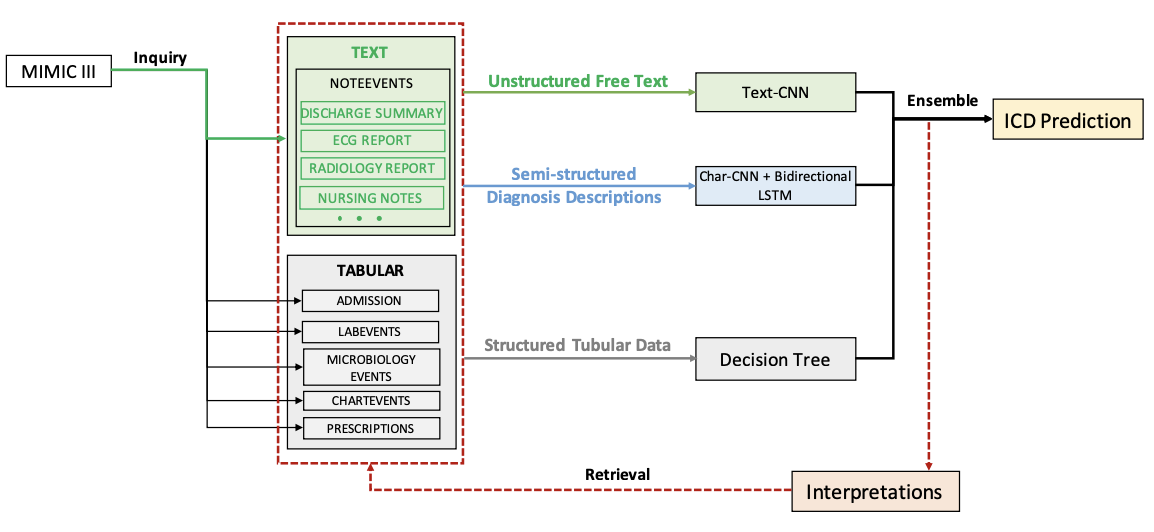 MIMIC III
Inquiry
TEXT
NOTEEVENTS
DISCHARGE SUMMARY
ECG REPORT
RADIOLOGY REPORT
NURSING NOTES
• • •
TABULAR
ADMISSION
LABEVENTS
MICROBIOLOGY
EVENTS
CHARTEVENTS
PRESCRIPTIONS
Unstructured Free Text
Semi-structured
Diagnosis Descriptions
Structured Tubular Data
Text-CNN
Char-CNN + Bidirectional
LSTM
Decision Tree
Ensemble
ICD Prediction
Retrieval
Interpretations